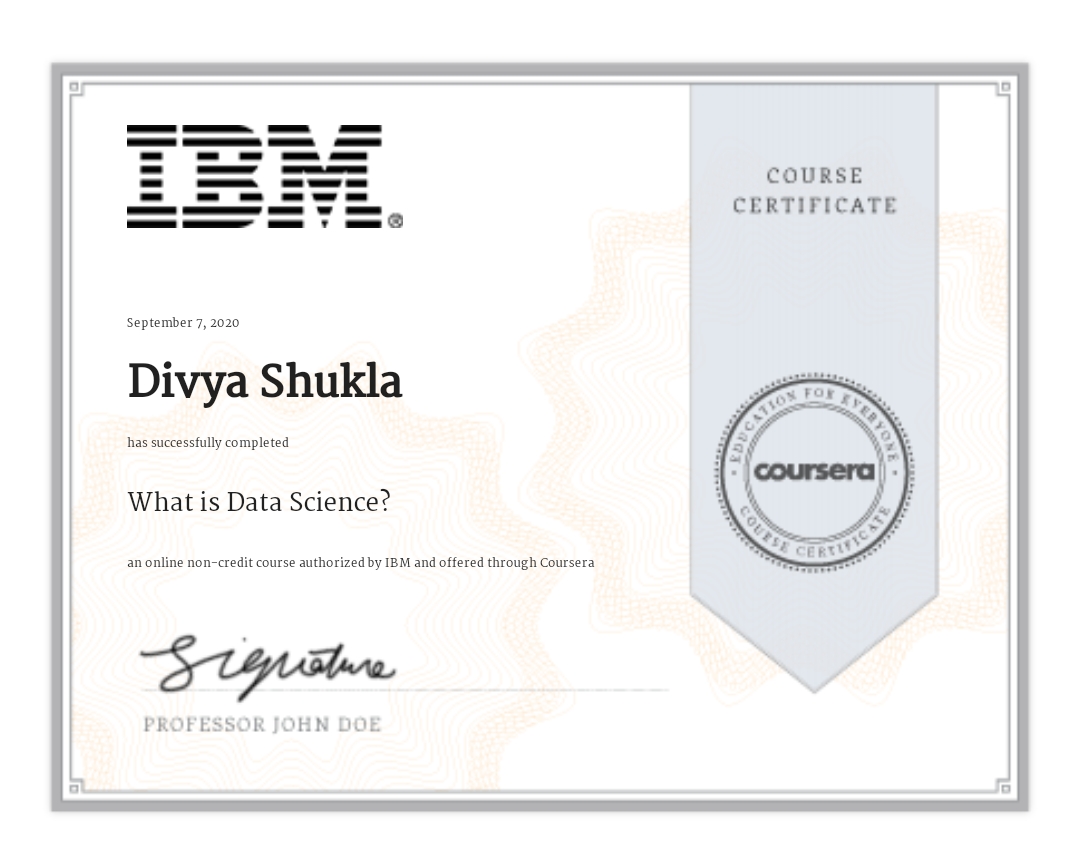 IBM®
COURSE
CERTIFICATE
September 7, 2020
Divya Shukla
has successfully completed
What is Data Science?
an online non-credit course authorized by IBM and offered through Coursera
EDUCATION FOR EVERYONE
coursera
COURSE CERTIFICATE
Signature
PROFESSOR JOHN DOE